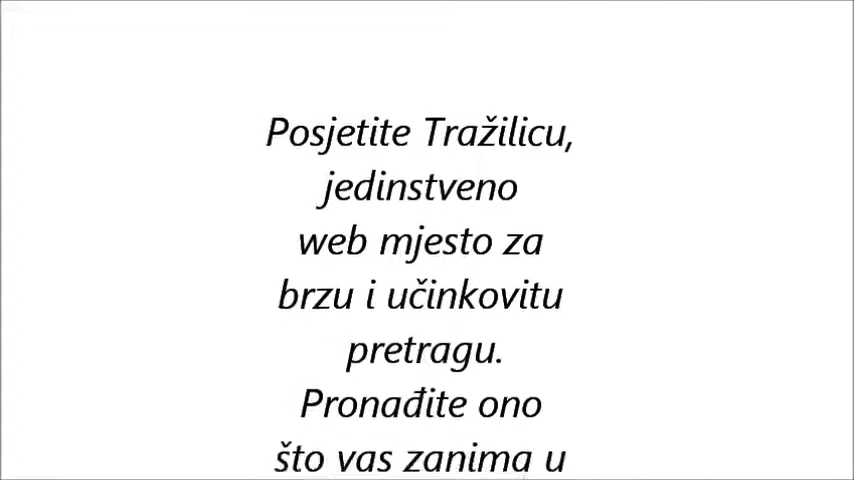 Posjetite Tražilicu,
jedinstveno
web mjesto za
brzu i učinkovitu
pretragu.
Pronađite ono
što vas zanima u